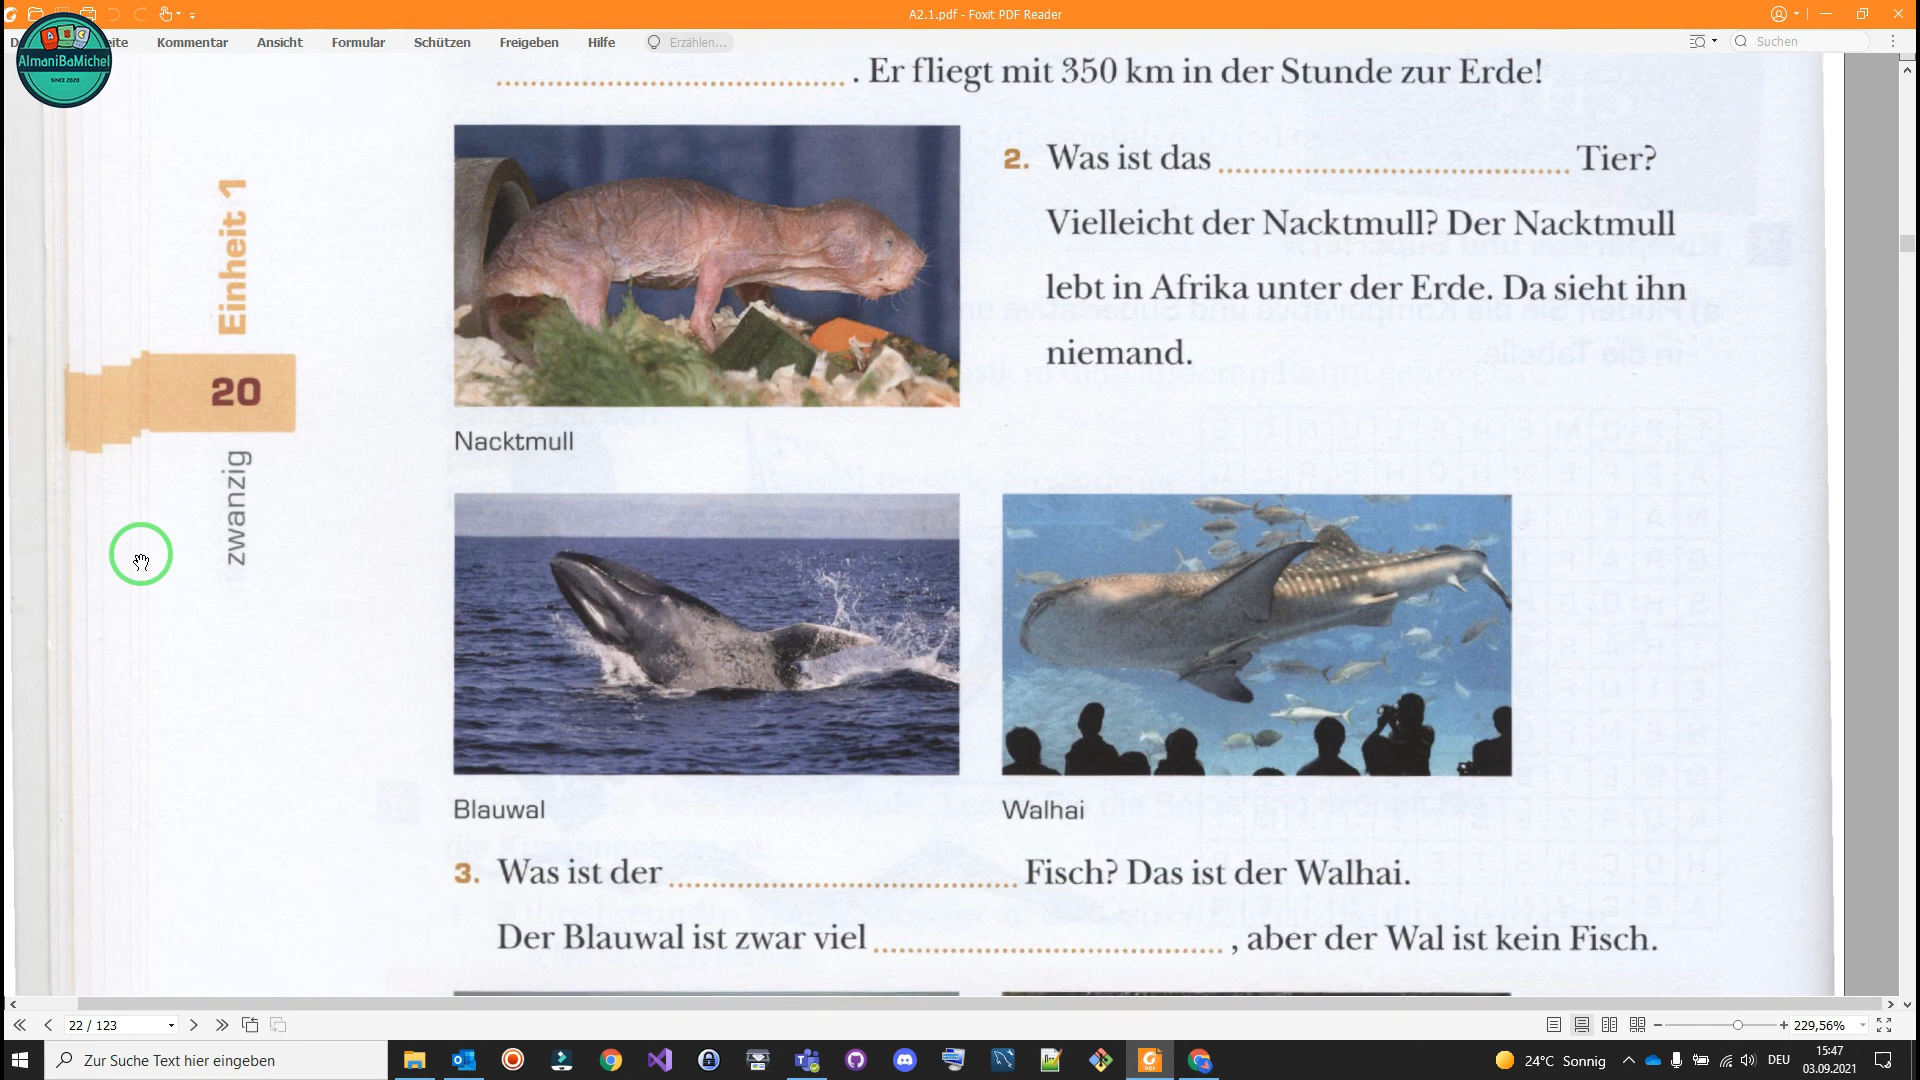 A2.1.pdf - Foxit PDF Reader
Kommentar Ansicht Formular Schützen Freigeben Hilfe Erzählen... Suchen
ABC
AlmaniBaMichel
SINCE 2020
. Er fliegt mit 350 km in der Stunde zur Erde!
2. Was ist das Tier?
Vielleicht der Nacktmull? Der Nacktmull
lebt in Afrika unter der Erde. Da sieht ihn
niemand.
Einheit 1
20
zwanzig
Nacktmull
Blauwal
Walhai
3. Was ist der Fisch? Das ist der Walhai.
Der Blauwal ist zwar viel , aber der Wal ist kein Fisch.
22 / 123
229,56%
Zur Suche Text hier eingeben
24°C Sonnig
DEU
15:47
03.09.2021